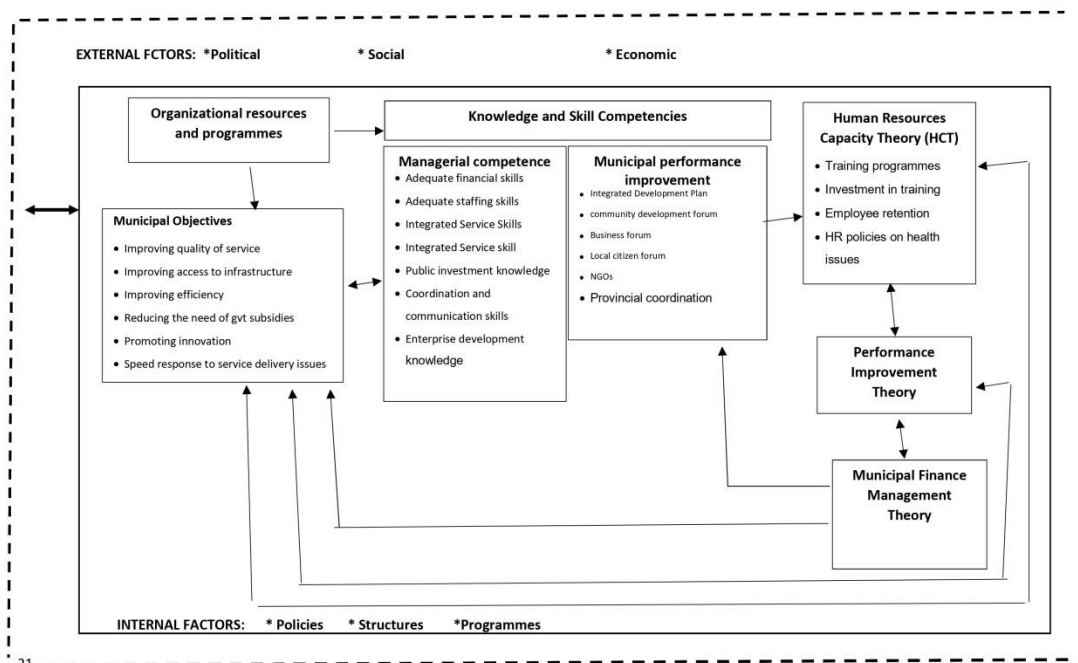 EXTERNAL FCTORS: *Political * Social * Economic
Organizational resources
and programmes
Knowledge and Skill Competencies
Human Resources
Capacity Theory (HCT)
• Training programmes
• Investment in training
• Employee retention
• HR policies on health
issues
Managerial competence
• Adequate financial skills
• Adequate staffing skills
• Integrated Service Skills
• Integrated Service skill
• Public investment knowledge
• Coordination and
communication skills
• Enterprise development
knowledge
Municipal performance
improvement
• Integrated Development Plan
• community development forum
• Business forum
• Local citizen forum
• NGOs
• Provincial coordination
Municipal Objectives
• Improving quality of service
• Improving access to infrastructure
• Improving efficiency
• Reducing the need of gvt subsidies
• Promoting innovation
• Speed response to service delivery issues
Performance
Improvement
Theory
Municipal Finance
Management
Theory
INTERNAL FACTORS: * Policies * Structures *Programmes